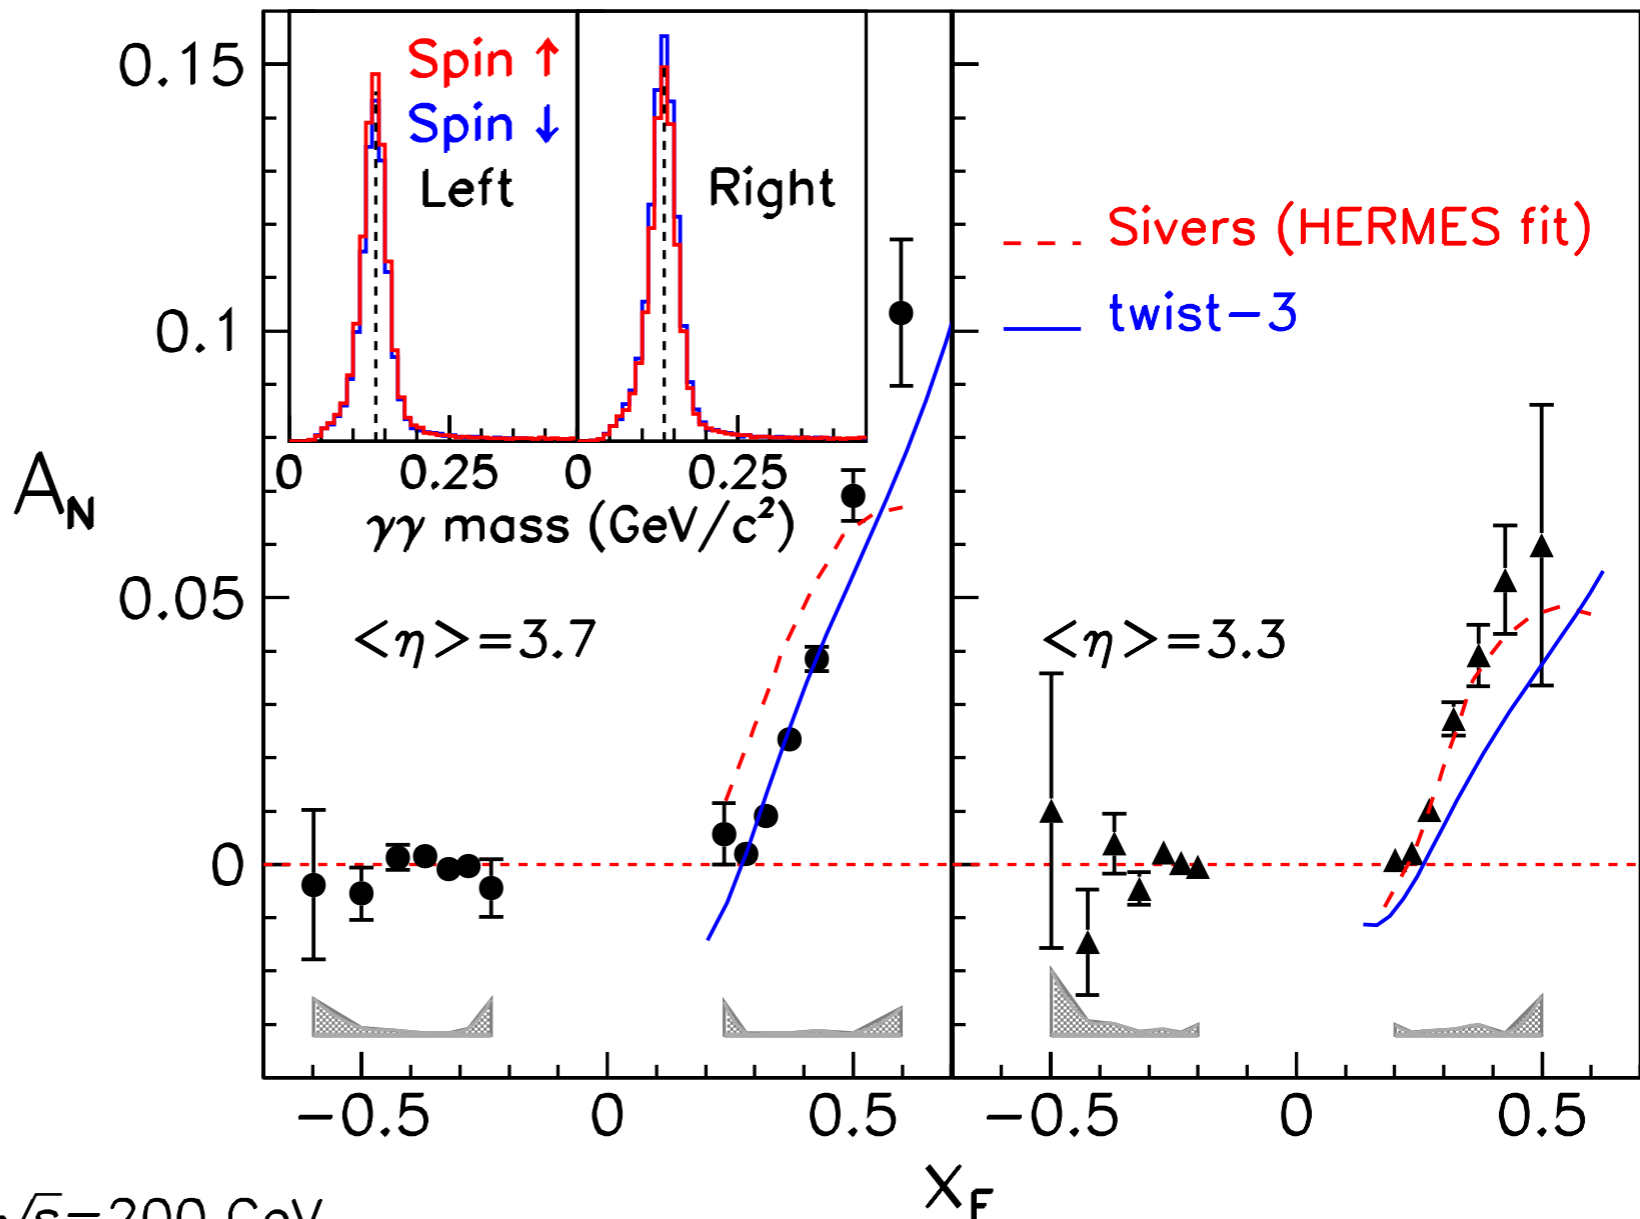 0.15
0.1
0.05
0
A_N
Spin ↑
Spin ↓
Left
Right
0 0.25 0 0.25
γγ mass (GeV/c²)
<η>=3.7
Sivers (HERMES fit)
twist-3
<η>=3.3
-0.5 0 0.5 -0.5 0 0.5
x_F
√s=200 GeV